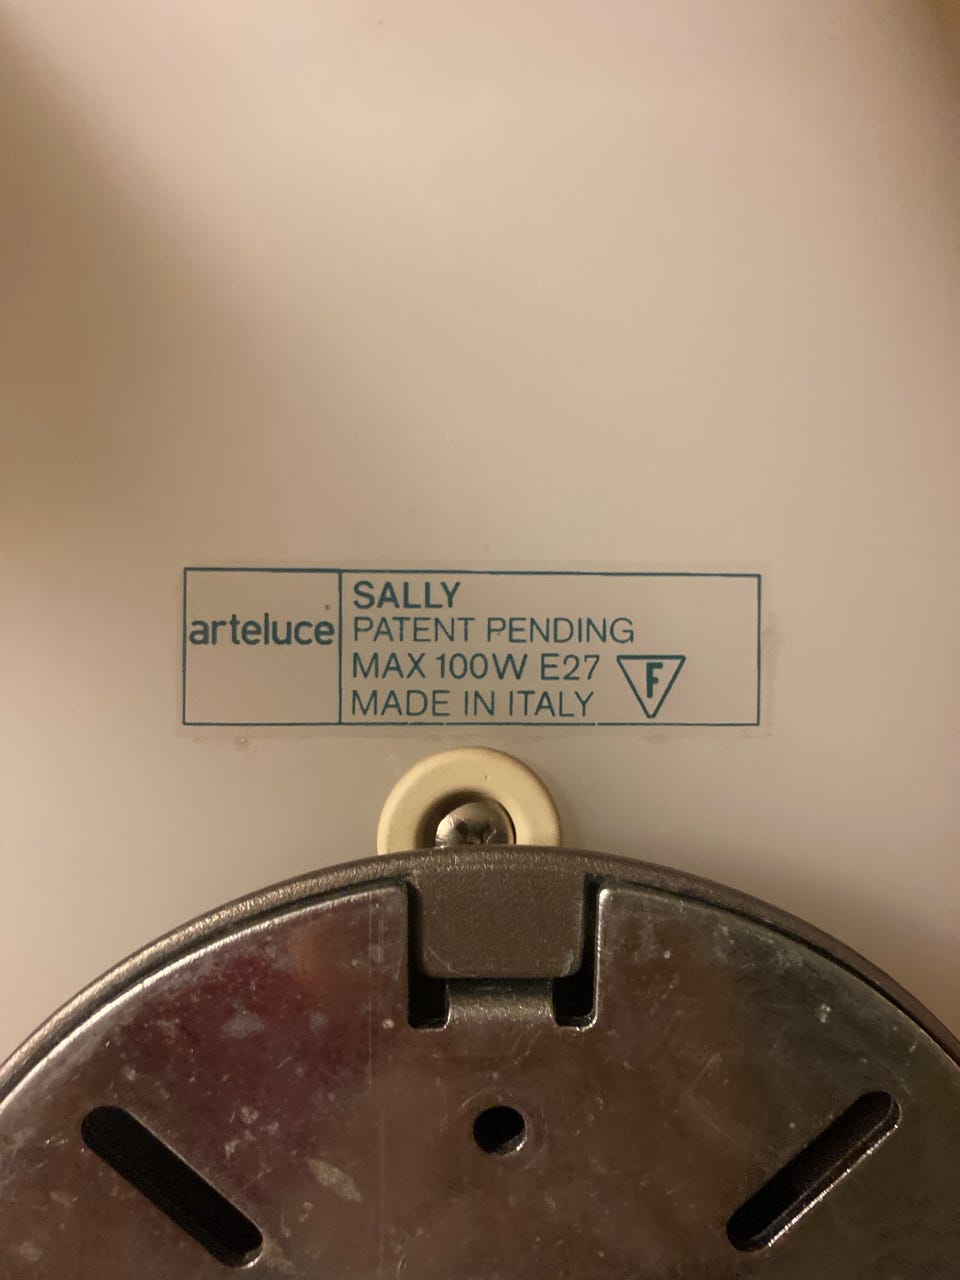 arteluce
SALLY
PATENT PENDING
MAX 100W E27
F
MADE IN ITALY